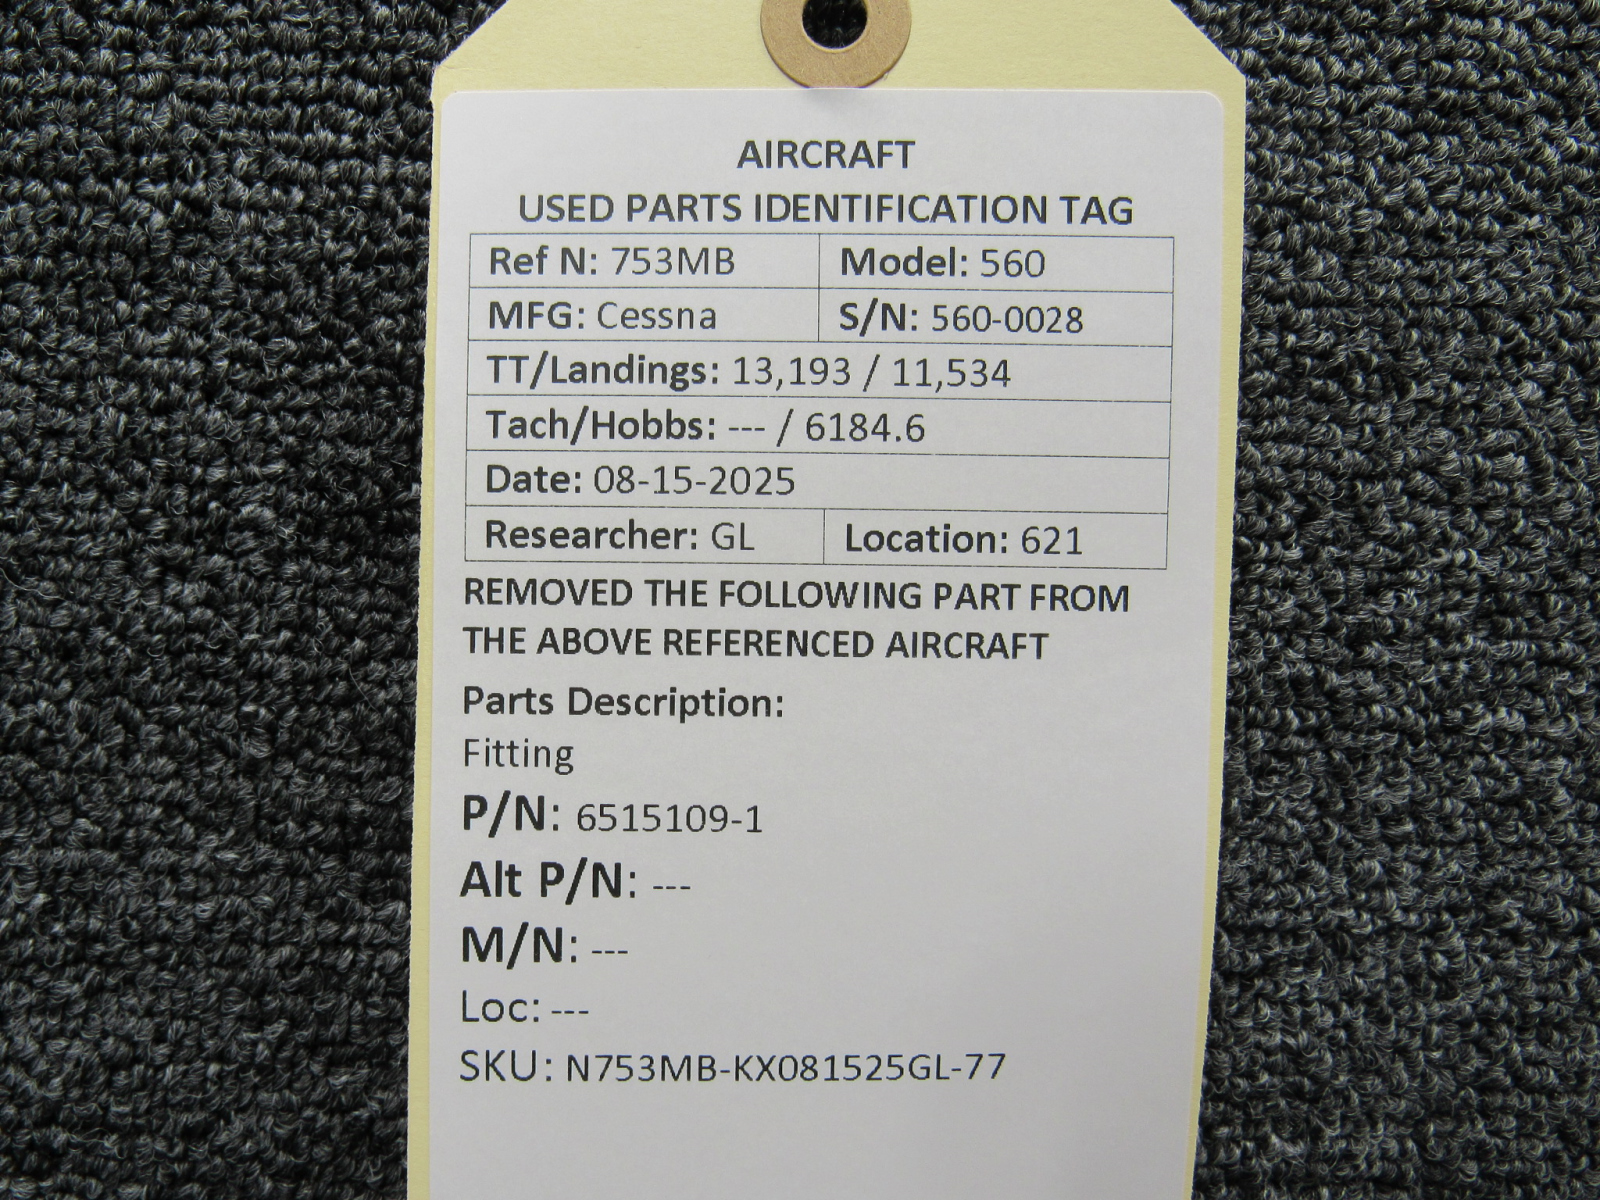 AIRCRAFT
USED PARTS IDENTIFICATION TAG
Ref N: 753MB Model: 560
MFG: Cessna S/N: 560-0028
TT/Landings: 13,193 / 11,534
Tach/Hobbs: --- / 6184.6
Date: 08-15-2025
Researcher: GL Location: 621
REMOVED THE FOLLOWING PART FROM
THE ABOVE REFERENCED AIRCRAFT
Parts Description:
Fitting
P/N: 6515109-1
Alt P/N: ---
M/N: ---
Loc: ---
SKU: N753MB-KX081525GL-77